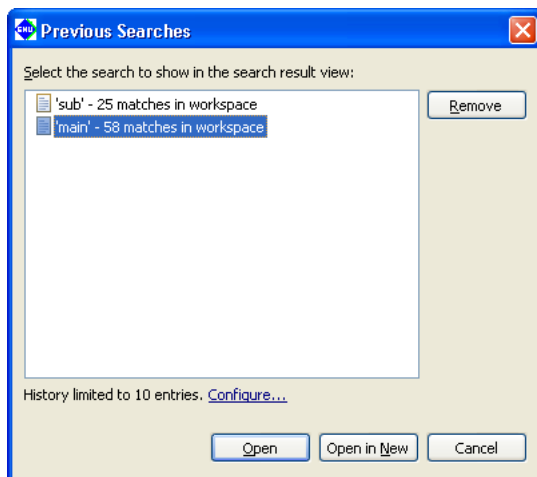 GNU Previous Searches
Select the search to show in the search result view:
'sub' - 25 matches in workspace
Remove
'main' - 58 matches in workspace
History limited to 10 entries. Configure...
Open
Open in New
Cancel